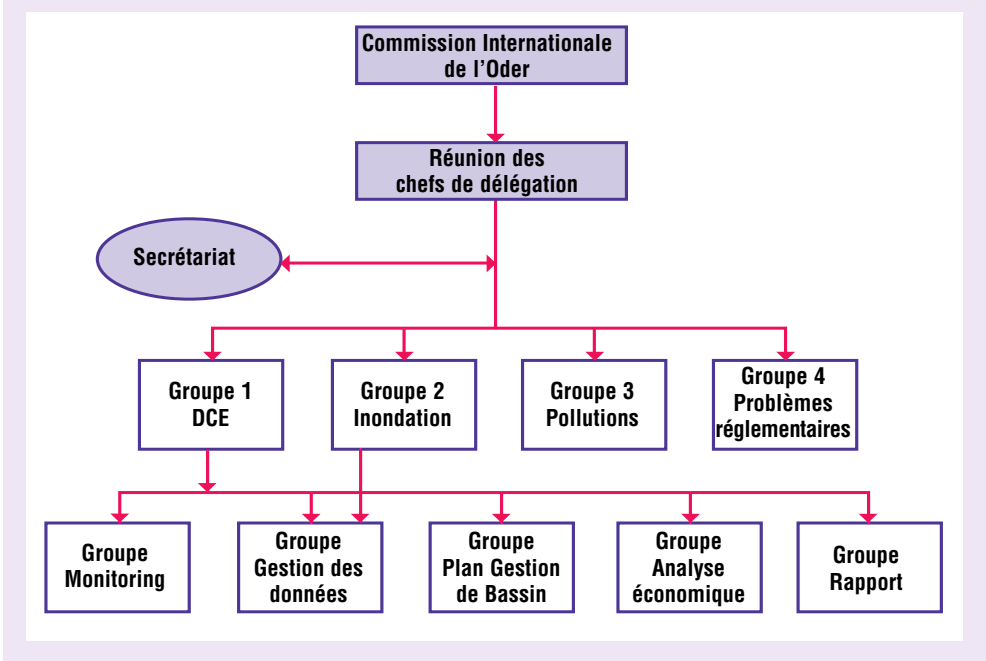 Commission Internationale
de l’Oder
Réunion des
chefs de délégation
Secrétariat
Groupe 1
DCE
Groupe 2
Inondation
Groupe 3
Pollutions
Groupe 4
Problèmes
réglementaires
Groupe
Monitoring
Groupe
Gestion des
données
Groupe
Plan Gestion
de Bassin
Groupe
Analyse
économique
Groupe
Rapport